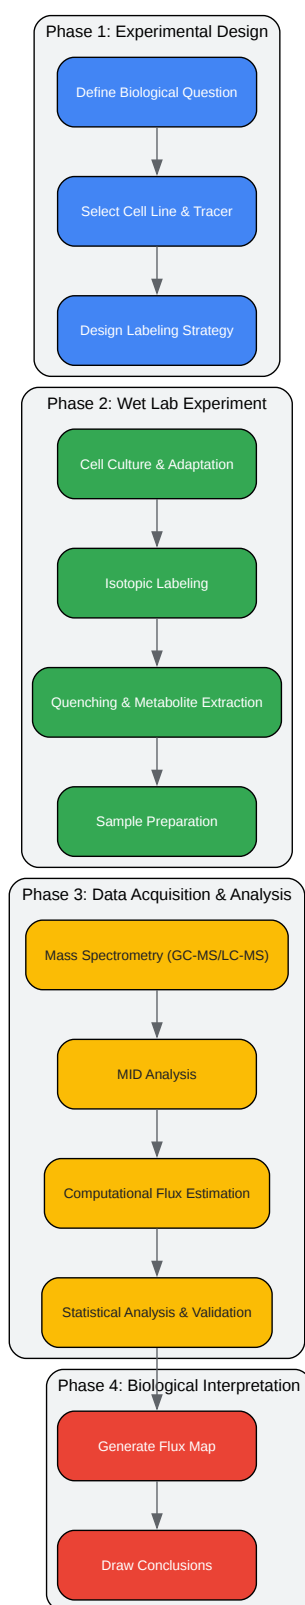 Phase 1: Experimental Design
Define Biological Question
Select Cell Line & Tracer
Design Labeling Strategy
Phase 2: Wet Lab Experiment
Cell Culture & Adaptation
Isotopic Labeling
Quenching & Metabolite Extraction
Sample Preparation
Phase 3: Data Acquisition & Analysis
Mass Spectrometry (GC-MS/LC-MS)
MID Analysis
Computational Flux Estimation
Statistical Analysis & Validation
Phase 4: Biological Interpretation
Generate Flux Map
Draw Conclusions